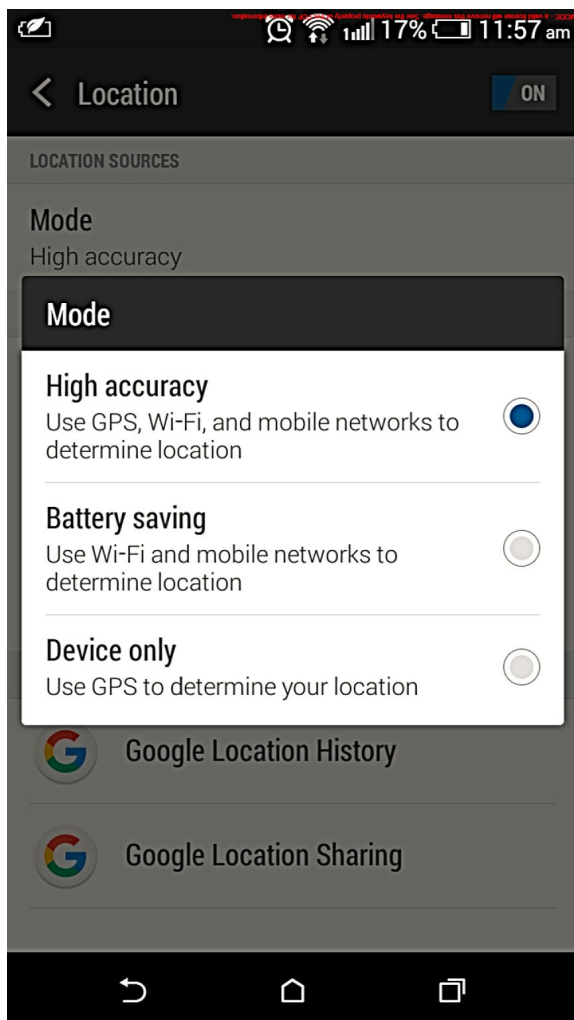 17% 11:57 am
Location
ON
LOCATION SOURCES
Mode
High accuracy
Mode
High accuracy
Use GPS, Wi-Fi, and mobile networks to
determine location
Battery saving
Use Wi-Fi and mobile networks to
determine location
Device only
Use GPS to determine your location
Google Location History
Google Location Sharing